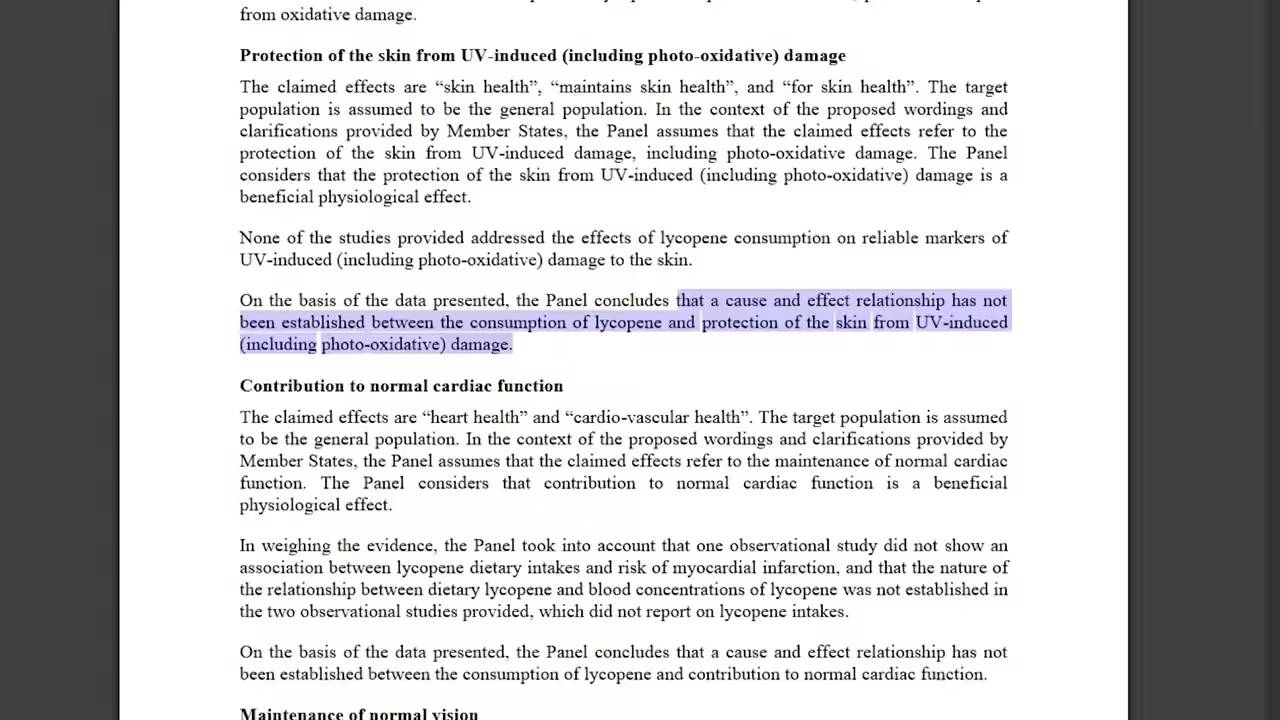 from oxidative damage.
Protection of the skin from UV-induced (including photo-oxidative) damage
The claimed effects are “skin health”, “maintains skin health”, and “for skin health”. The target
population is assumed to be the general population. In the context of the proposed wordings and
clarifications provided by Member States, the Panel assumes that the claimed effects refer to the
protection of the skin from UV-induced damage, including photo-oxidative damage. The Panel
considers that the protection of the skin from UV-induced (including photo-oxidative) damage is a
beneficial physiological effect.
None of the studies provided addressed the effects of lycopene consumption on reliable markers of
UV-induced (including photo-oxidative) damage to the skin.
On the basis of the data presented, the Panel concludes that a cause and effect relationship has not
been established between the consumption of lycopene and protection of the skin from UV-induced
(including photo-oxidative) damage.
Contribution to normal cardiac function
The claimed effects are “heart health” and “cardio-vascular health”. The target population is assumed
to be the general population. In the context of the proposed wordings and clarifications provided by
Member States, the Panel assumes that the claimed effects refer to the maintenance of normal cardiac
function. The Panel considers that contribution to normal cardiac function is a beneficial
physiological effect.
In weighing the evidence, the Panel took into account that one observational study did not show an
association between lycopene dietary intakes and risk of myocardial infarction, and that the nature of
the relationship between dietary lycopene and blood concentrations of lycopene was not established in
the two observational studies provided, which did not report on lycopene intakes.
On the basis of the data presented, the Panel concludes that a cause and effect relationship has not
been established between the consumption of lycopene and contribution to normal cardiac function.
Maintenance of normal vision